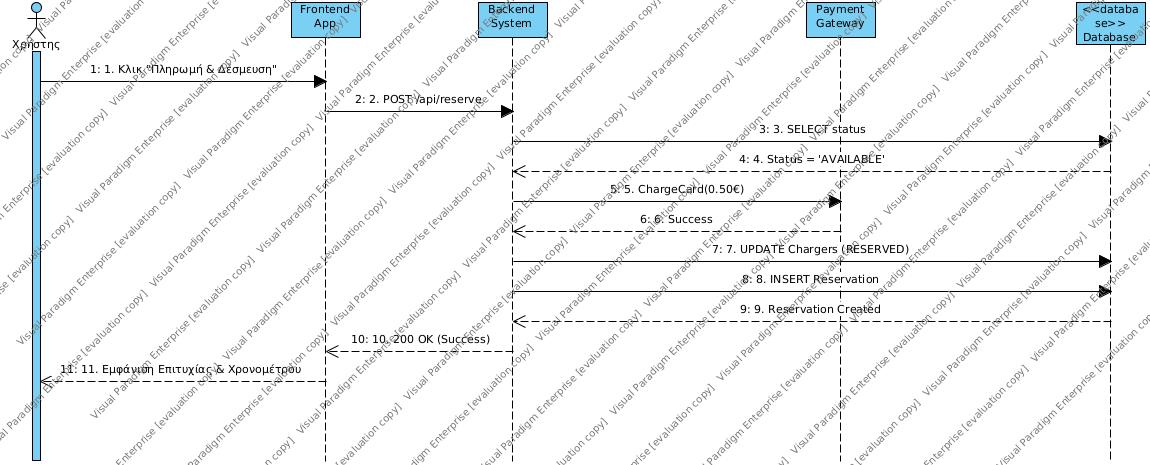 Frontend
App
Backend
System
Payment
Gateway
<<databa
se>>
Database
Χρήστης
1: 1. Κλικ "Πληρωμή & Δέσμευση"
2: 2. POST /api/reserve
3: 3. SELECT status
4: 4. Status = 'AVAILABLE'
5: 5. ChargeCard(0.50€)
6: 6. Success
7: 7. UPDATE Chargers (RESERVED)
8: 8. INSERT Reservation
9: 9. Reservation Created
10: 10. 200 OK (Success)
11: 11. Εμφάνιση Επιτυχίας & Χρονομέτρου
Visual Paradigm Enterprise [evaluation copy]